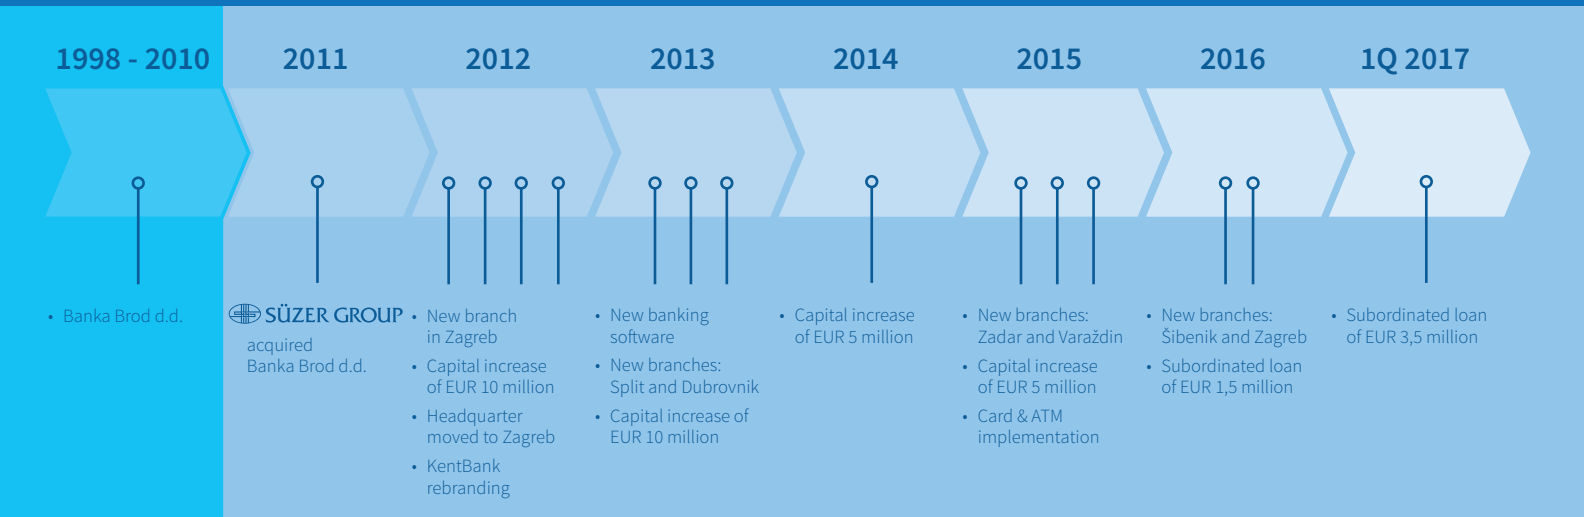 1998 - 2010
2011
2012
2013
2014
2015
2016
1Q 2017
• Banka Brod d.d.
SÜZER GROUP
acquired
Banka Brod d.d.
• New branch
in Zagreb
• Capital increase
of EUR 10 million
• Headquarter
moved to Zagreb
• KentBank
rebranding
• New banking
software
• New branches:
Split and Dubrovnik
• Capital increase of
EUR 10 million
• Capital increase
of EUR 5 million
• New branches:
Zadar and Varaždin
• Capital increase
of EUR 5 million
• Card & ATM
implementation
• New branches:
Šibenik and Zagreb
• Subordinated loan
of EUR 1,5 million
• Subordinated loan
of EUR 3,5 million